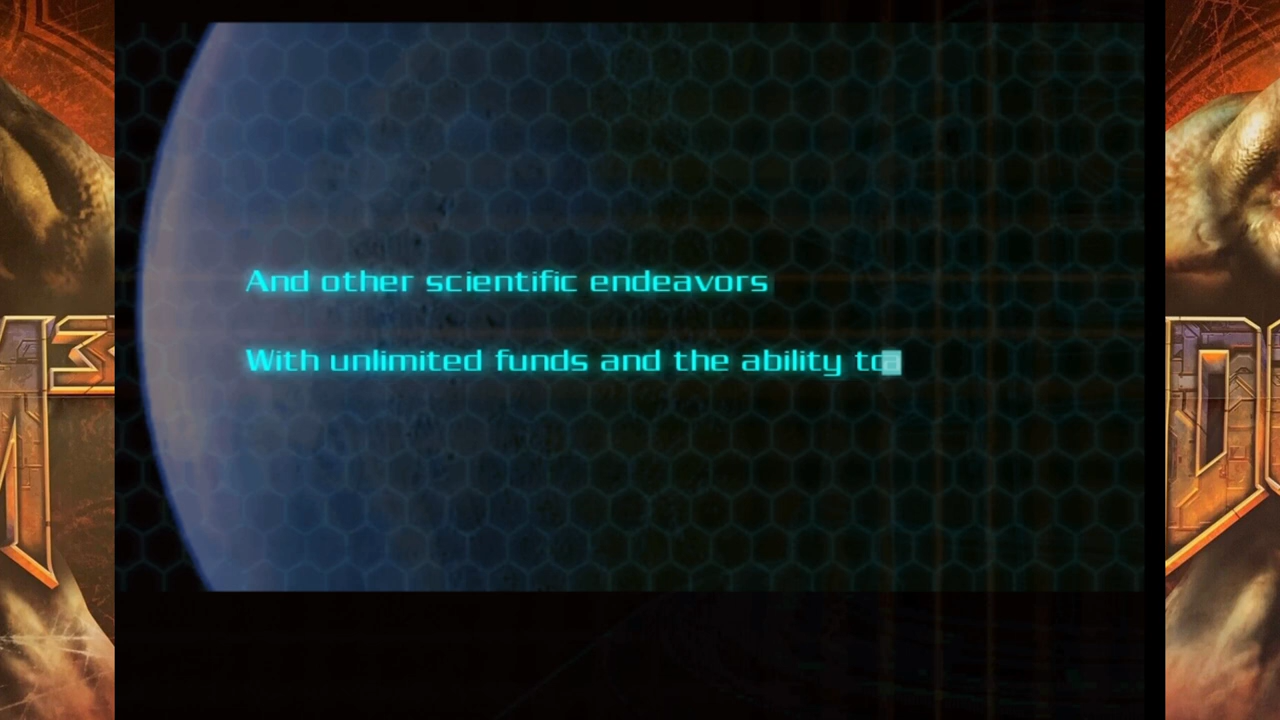 And other scientific endeavors
With unlimited funds and the ability to